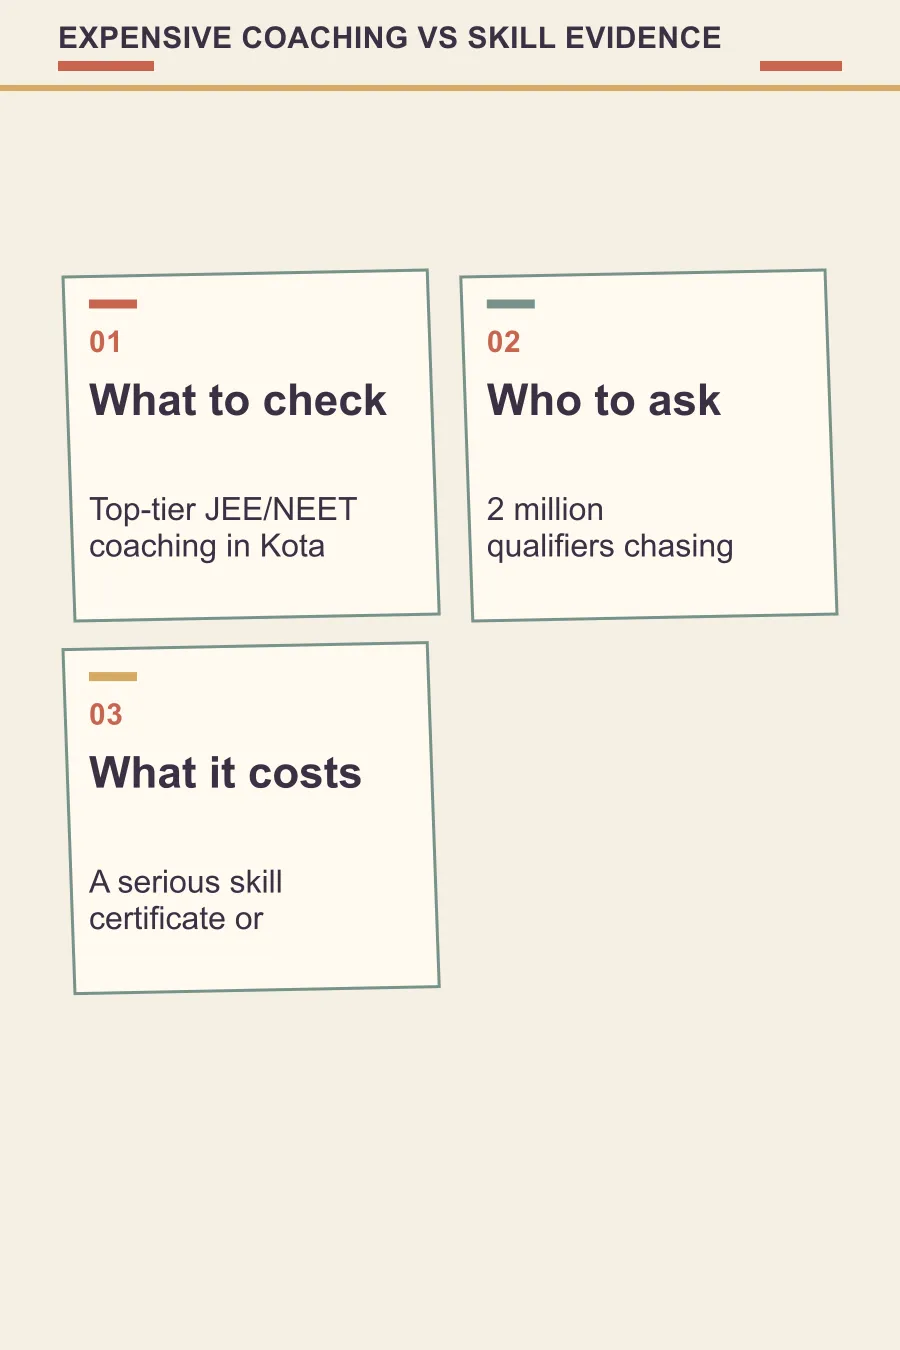 EXPENSIVE COACHING VS SKILL EVIDENCE
01
What to check
Top-tier JEE/NEET
coaching in Kota
02
Who to ask
2 million
qualifiers chasing
03
What it costs
A serious skill
certificate or